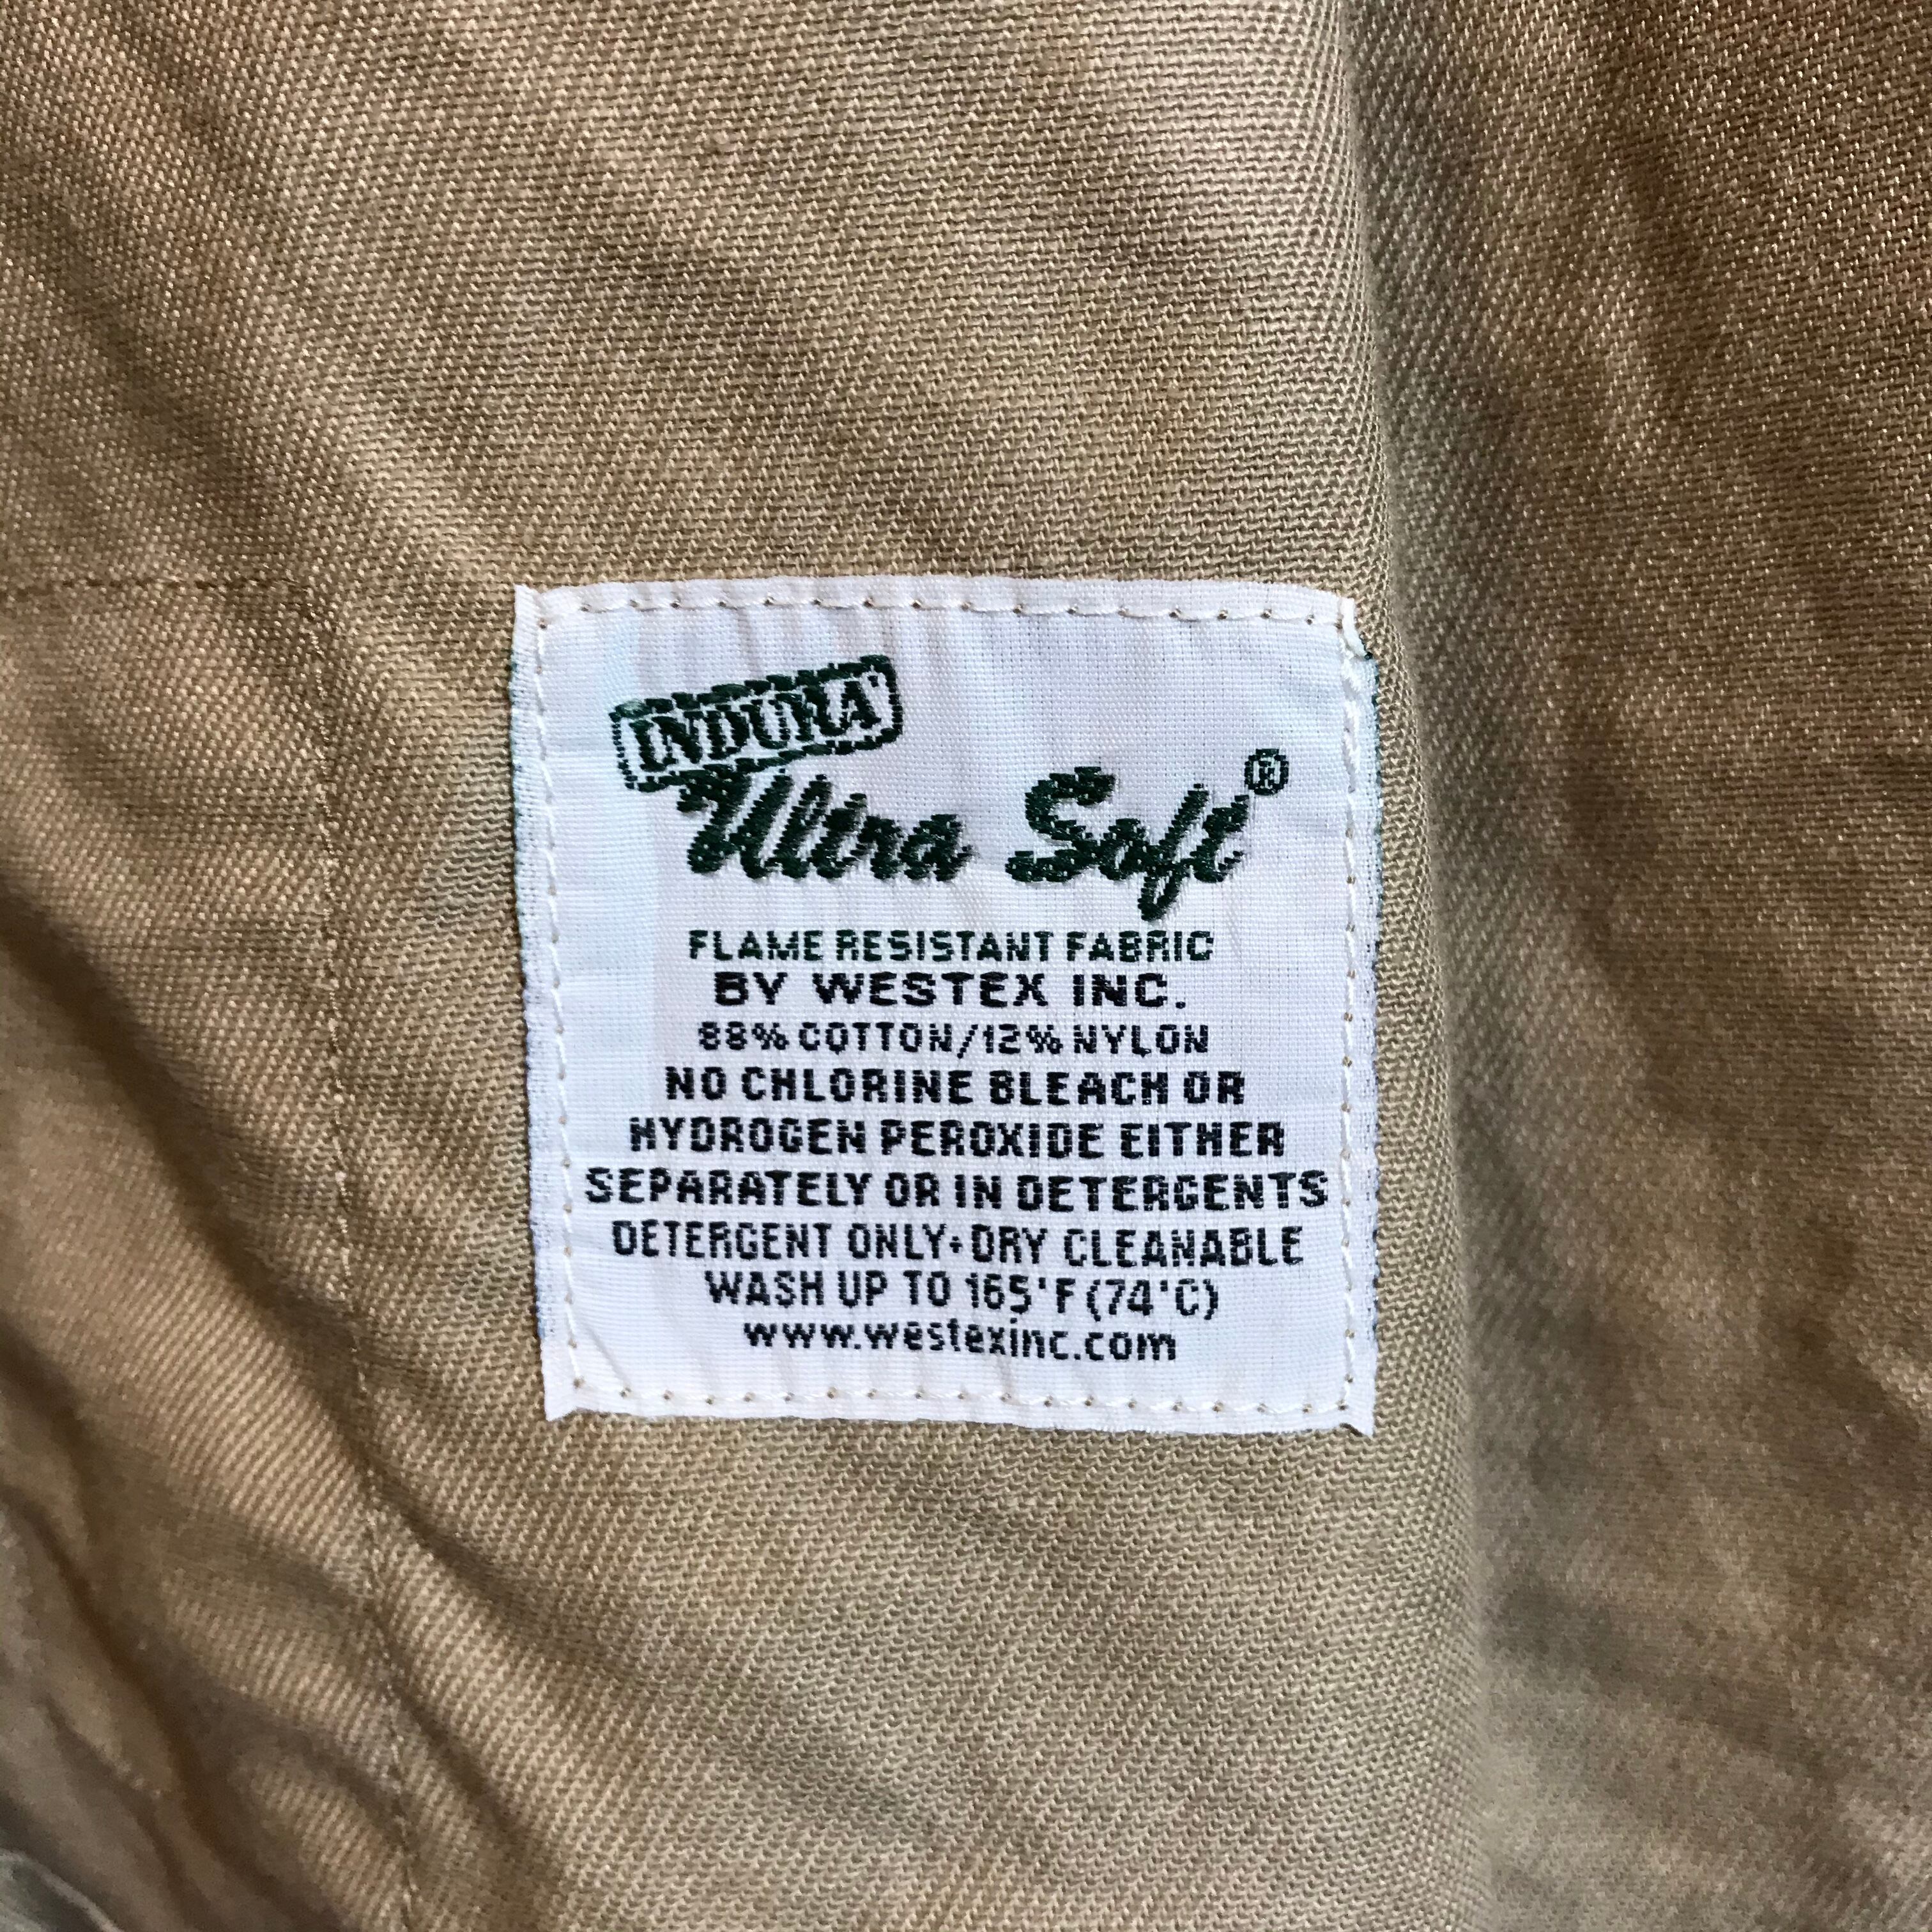 INDURA
Ultra Soft®
FLAME RESISTANT FABRIC
BY WESTEX INC.
88% COTTON/12% NYLON
NO CHLORINE BLEACH OR
HYDROGEN PEROXIDE EITHER
SEPARATELY OR IN DETERGENTS
DETERGENT ONLY•DRY CLEANABLE
WASH UP TO 165°F (74°C)
www.westexinc.com